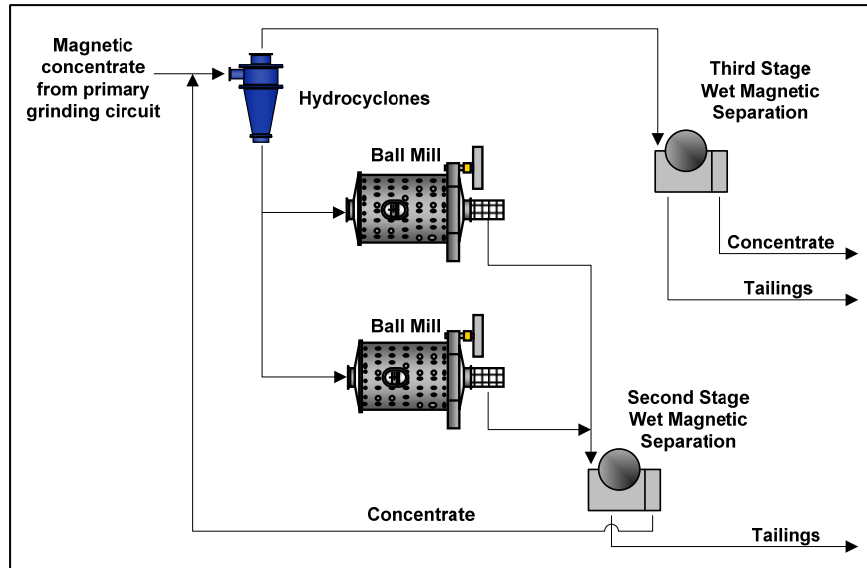 Magnetic
concentrate
from primary
grinding circuit
Hydrocyclones
Third Stage
Wet Magnetic
Separation
Ball Mill
Concentrate
Tailings
Ball Mill
Second Stage
Wet Magnetic
Separation
Concentrate
Tailings